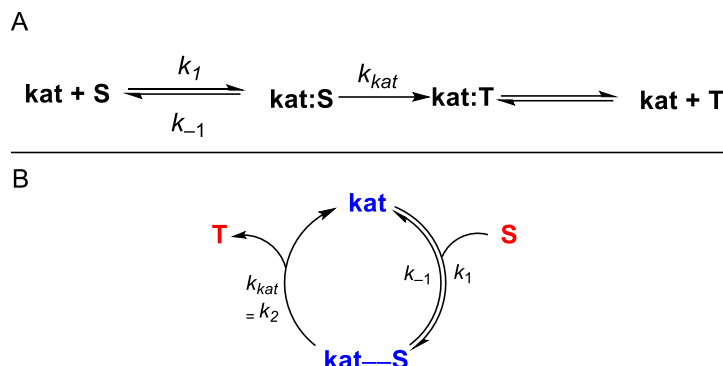 A
k1
kat + S kat:S kkat kat:T kat + T
k–1
B
kat
T S
k–1 k1
kkat
= k2
kat––S